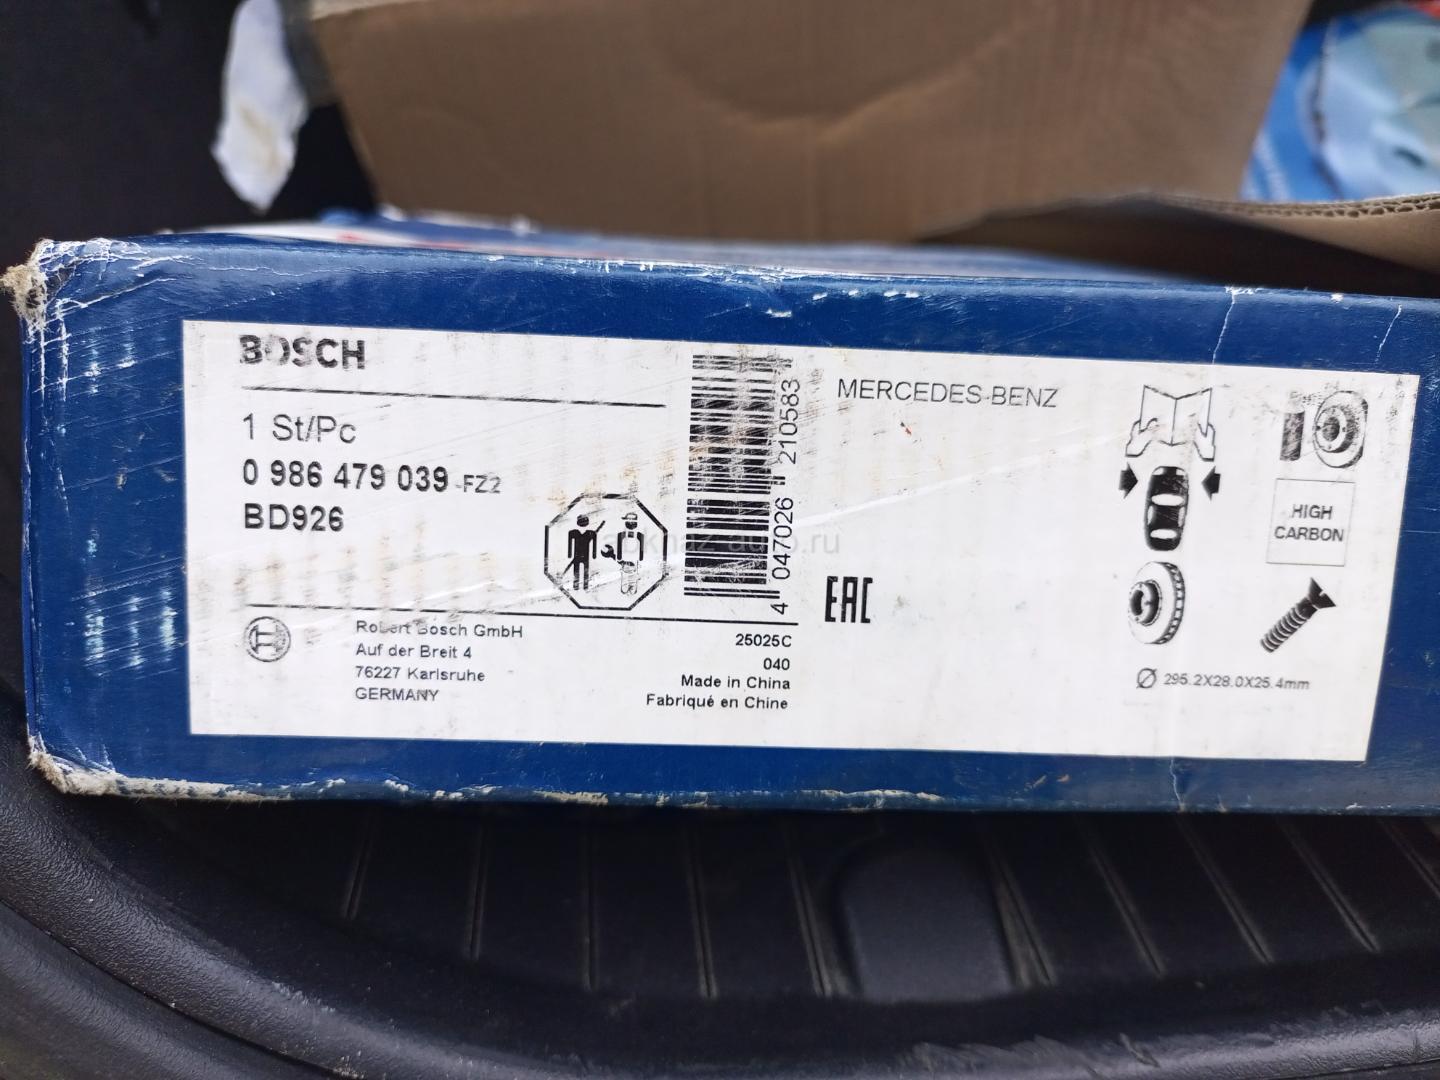 BOSCH
1 St/Pc
0 986 479 039 -FZ2
BD926
Robert Bosch GmbH
Auf der Breit 4
76227 Karlsruhe
GERMANY
4 047026 210583
25025C
040
Made in China
Fabriqué en Chine
MERCEDES-BENZ
EAC
HIGH
CARBON
Ø 295.2X28.0X25.4mm